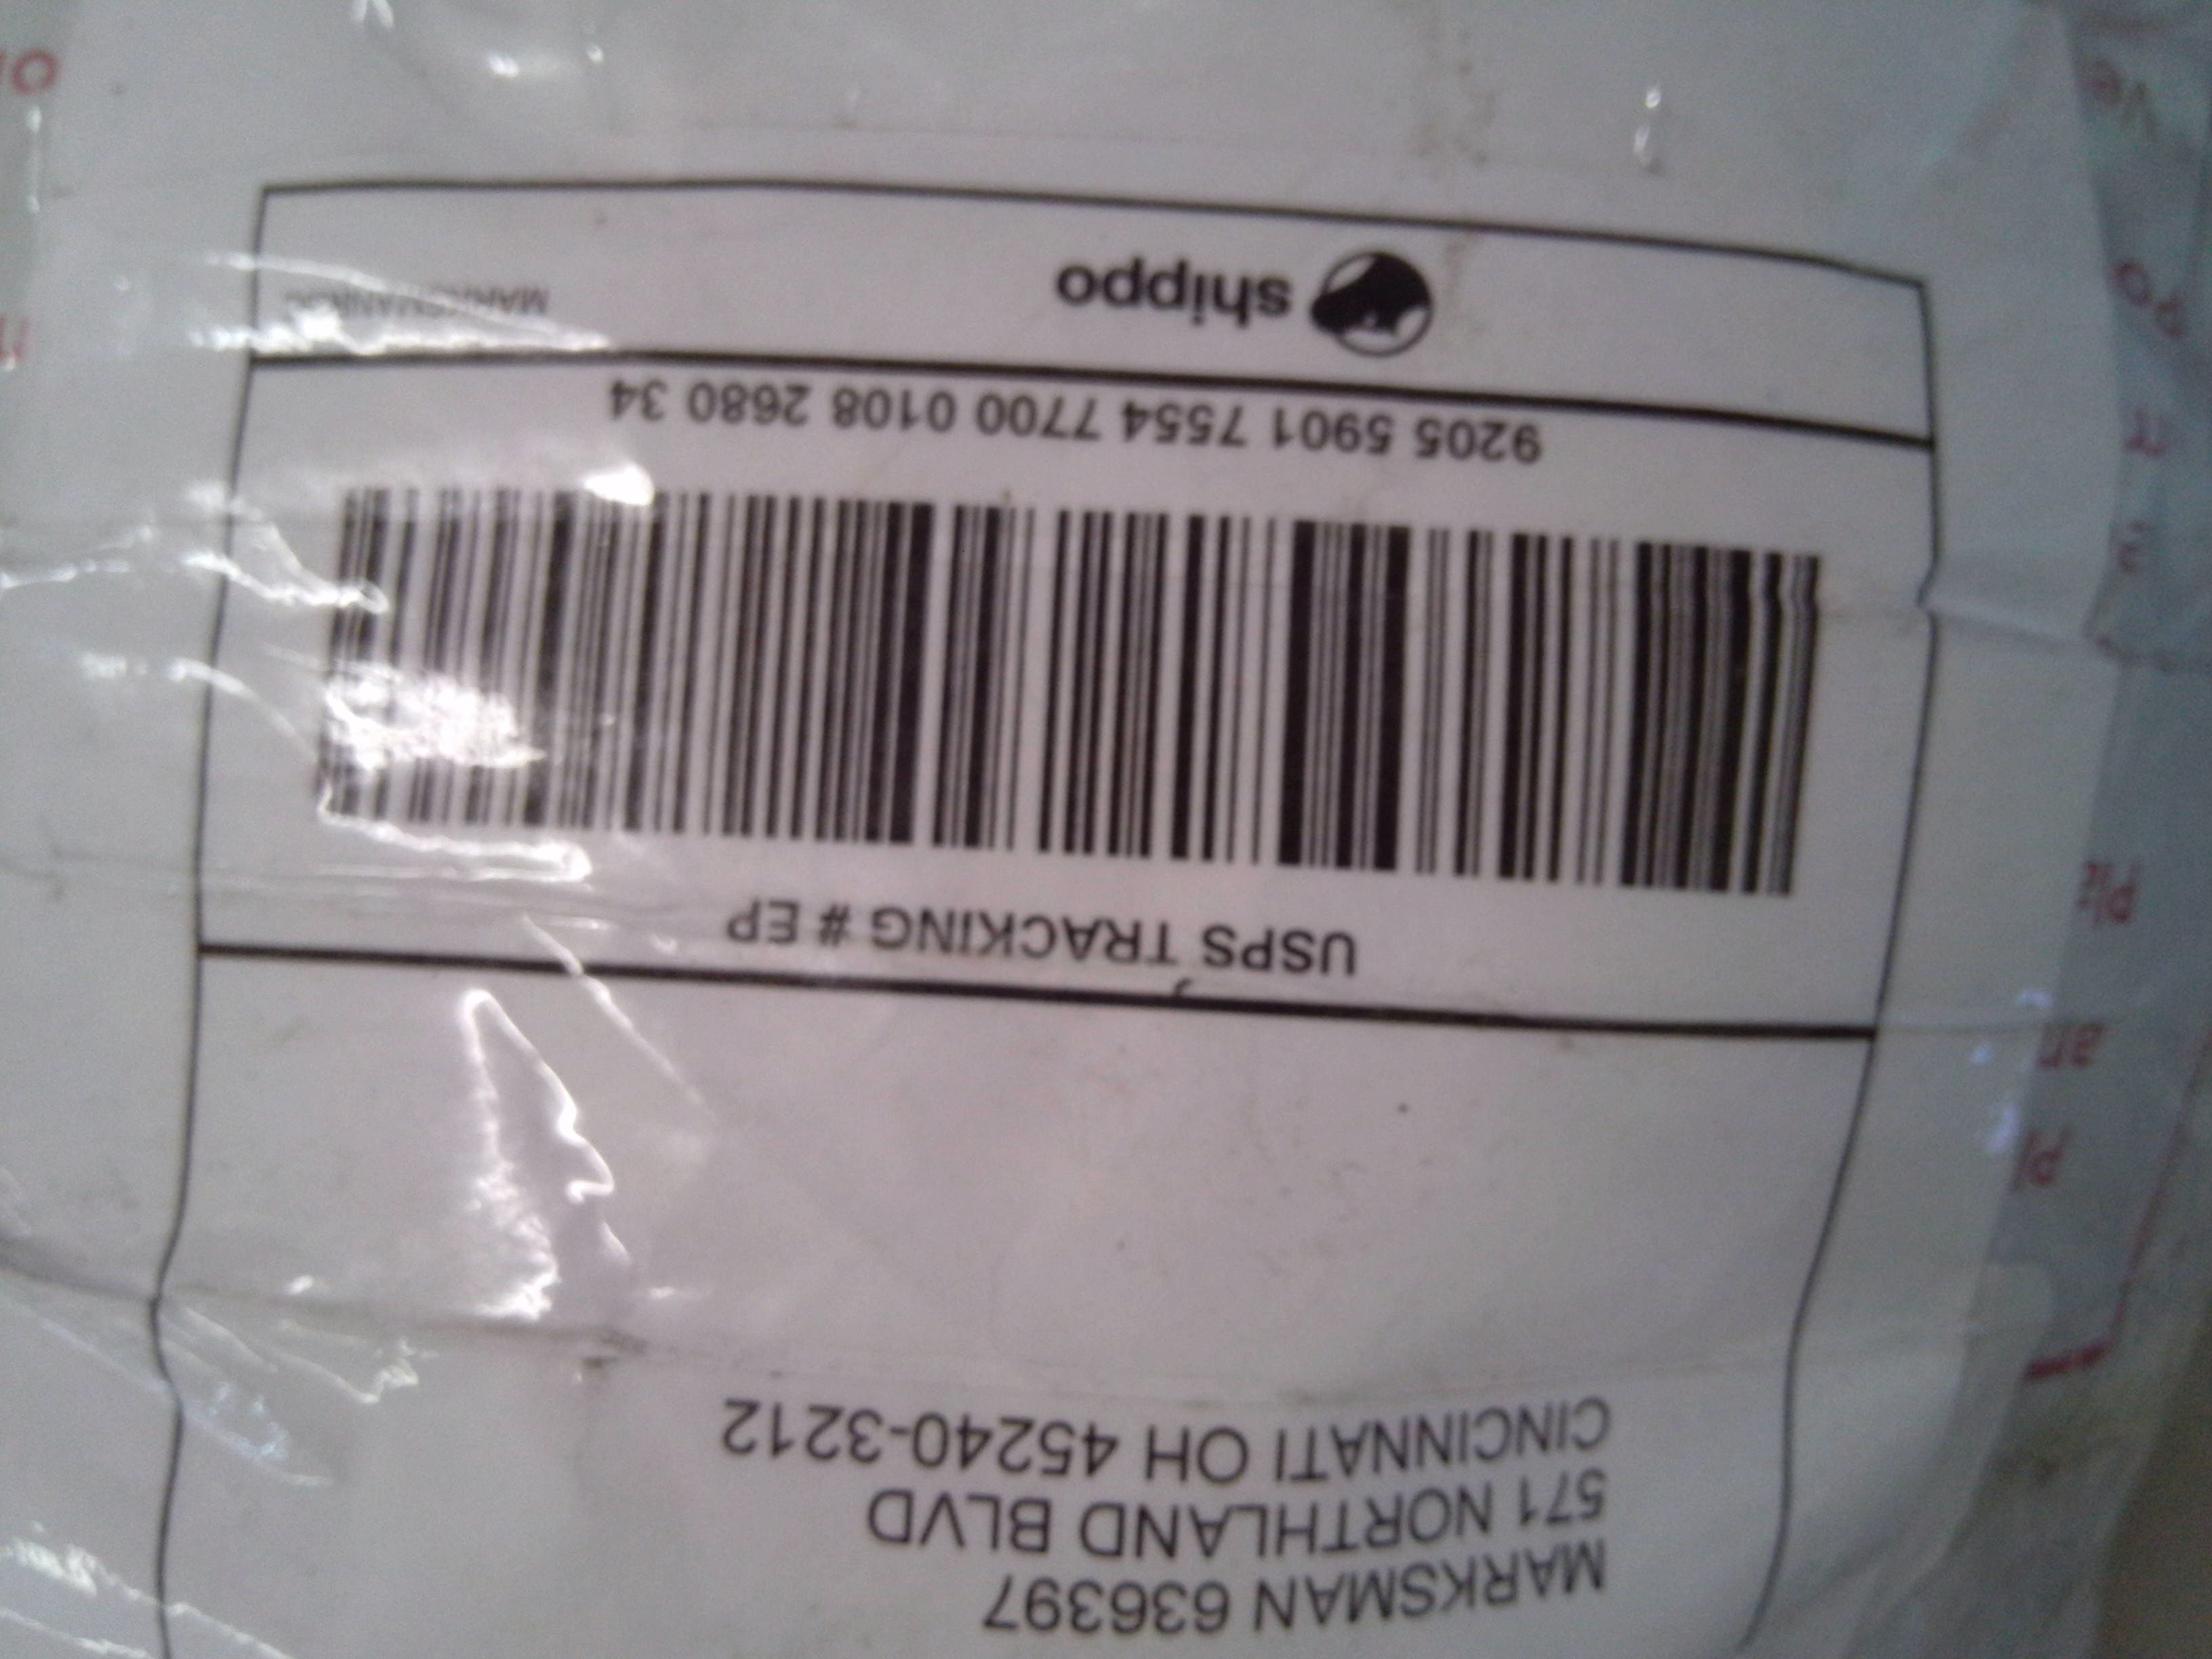 MARKSMAN 636397
571 NORTHLAND BLVD
CINCINNATI OH 45240-3212
USPS TRACKING # EP
9205 5901 7554 7700 0108 2680 34
shippo